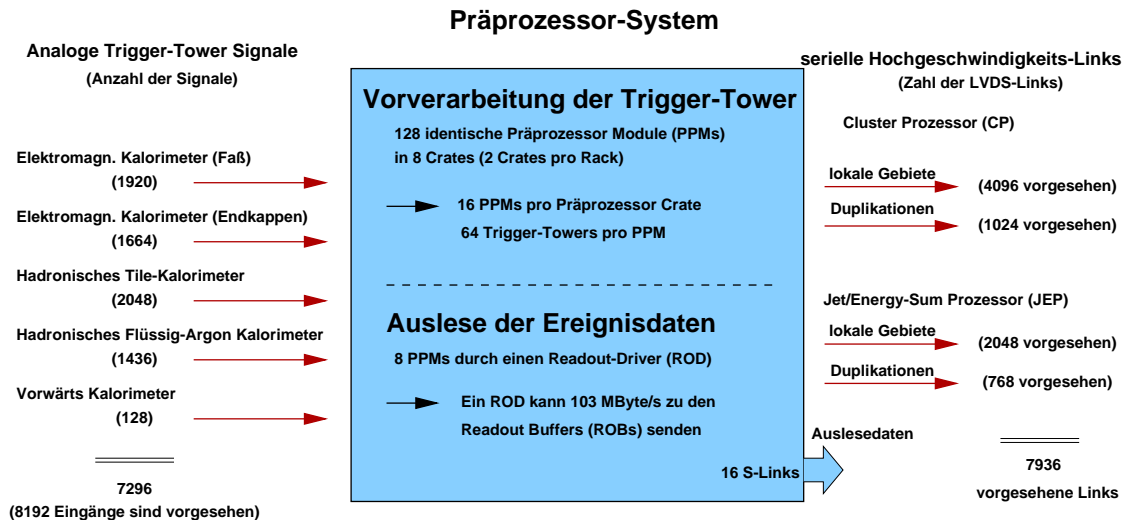 Präprozessor-System
Analoge Trigger-Tower Signale
(Anzahl der Signale)
Elektromagn. Kalorimeter (Faß)
(1920)
Elektromagn. Kalorimeter (Endkappen)
(1664)
Hadronisches Tile-Kalorimeter
(2048)
Hadronisches Flüssig-Argon Kalorimeter
(1436)
Vorwärts Kalorimeter
(128)
7296
(8192 Eingänge sind vorgesehen)
Vorverarbeitung der Trigger-Tower
128 identische Präprozessor Module (PPMs)
in 8 Crates (2 Crates pro Rack)
16 PPMs pro Präprozessor Crate
64 Trigger-Towers pro PPM
Auslese der Ereignisdaten
8 PPMs durch einen Readout-Driver (ROD)
Ein ROD kann 103 MByte/s zu den
Readout Buffers (ROBs) senden
16 S-Links
serielle Hochgeschwindigkeits-Links
(Zahl der LVDS-Links)
Cluster Prozessor (CP)
lokale Gebiete
(4096 vorgesehen)
Duplikationen
(1024 vorgesehen)
Jet/Energy-Sum Prozessor (JEP)
lokale Gebiete
(2048 vorgesehen)
Duplikationen
(768 vorgesehen)
Auslesedaten
7936
vorgesehene Links